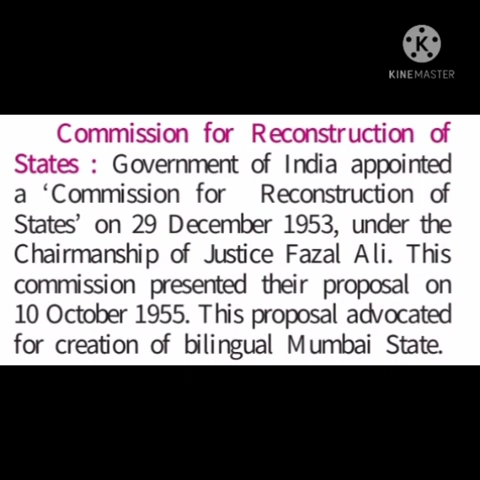 K
KINEMASTER
Commission for Reconstruction of
States : Government of India appointed
a ‘Commission for Reconstruction of
States’ on 29 December 1953, under the
Chairmanship of Justice Fazal Ali. This
commission presented their proposal on
10 October 1955. This proposal advocated
for creation of bilingual Mumbai State.